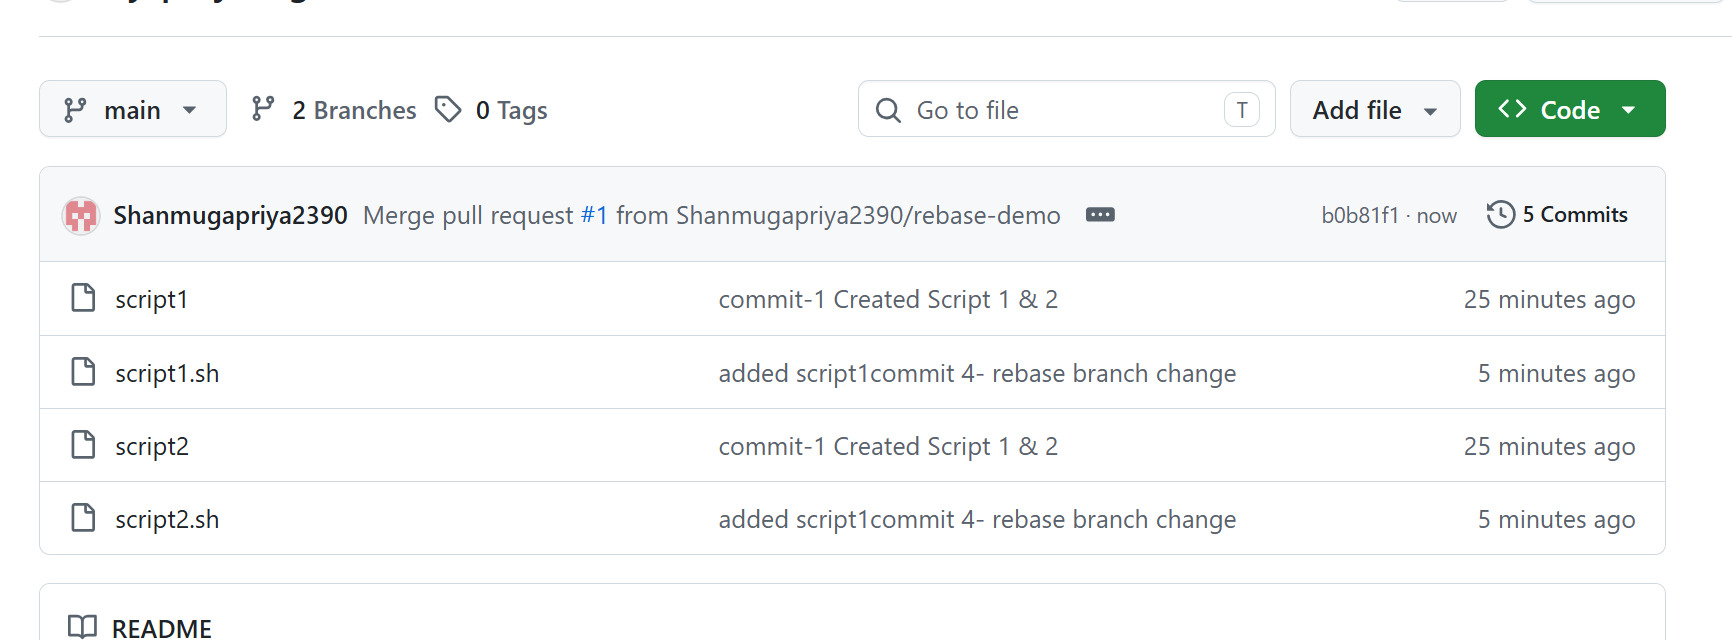 main 2 Branches 0 Tags Go to file T Add file Code
Shanmugapriya2390 Merge pull request #1 from Shanmugapriya2390/rebase-demo b0b81f1 · now 5 Commits
script1 commit-1 Created Script 1 & 2 25 minutes ago
script1.sh added script1commit 4- rebase branch change 5 minutes ago
script2 commit-1 Created Script 1 & 2 25 minutes ago
script2.sh added script1commit 4- rebase branch change 5 minutes ago
README